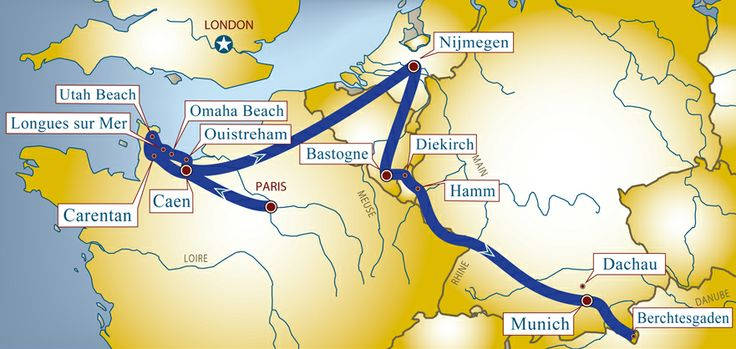 LONDON
Nijmegen
Utah Beach
Omaha Beach
Longues sur Mer
Ouistreham
Bastogne
Diekirch
MAIN
Hamm
Carentan
Caen
PARIS
MEUSE
LOIRE
RHINE
Dachau
DANUBE
Munich
Berchtesgaden